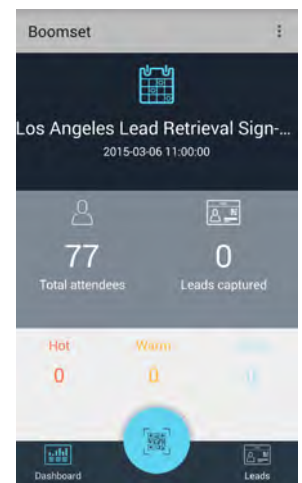 Boomset
Los Angeles Lead Retrieval Sign-...
2015-03-06 11:00:00
77
0
Total attendees
Leads captured
Hot
Warm
0
0
0
Dashboard
Leads